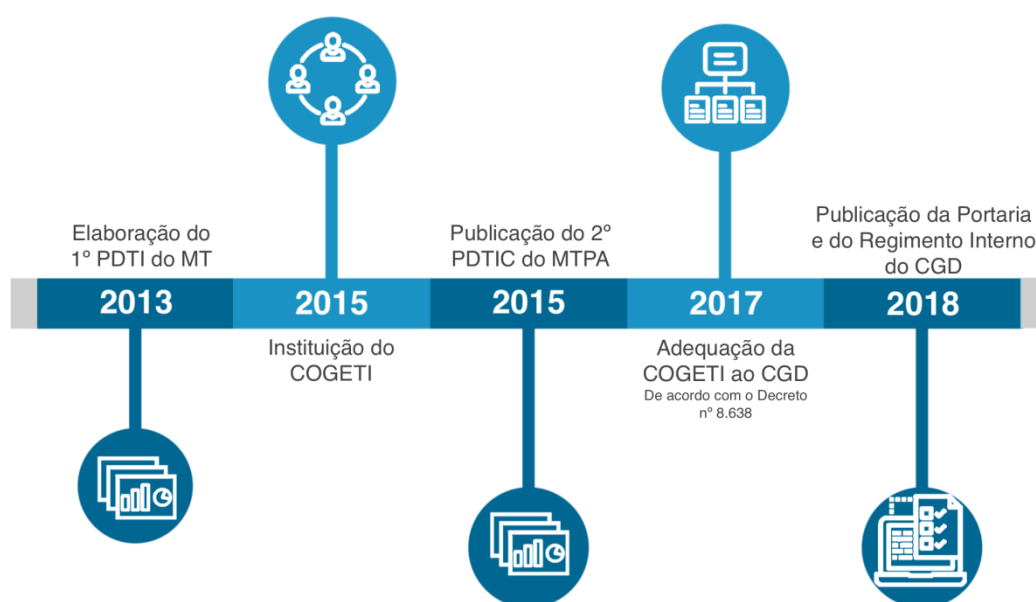 Elaboração do
1º PDTI do MT
2013
2015
Instituição do
COGETI
Publicação do 2º
PDTIC do MTPA
2015
2017
Adequação da
COGETI ao CGD
De acordo com o Decreto
nº 8.638
Publicação da Portaria
e do Regimento Interno
do CGD
2018